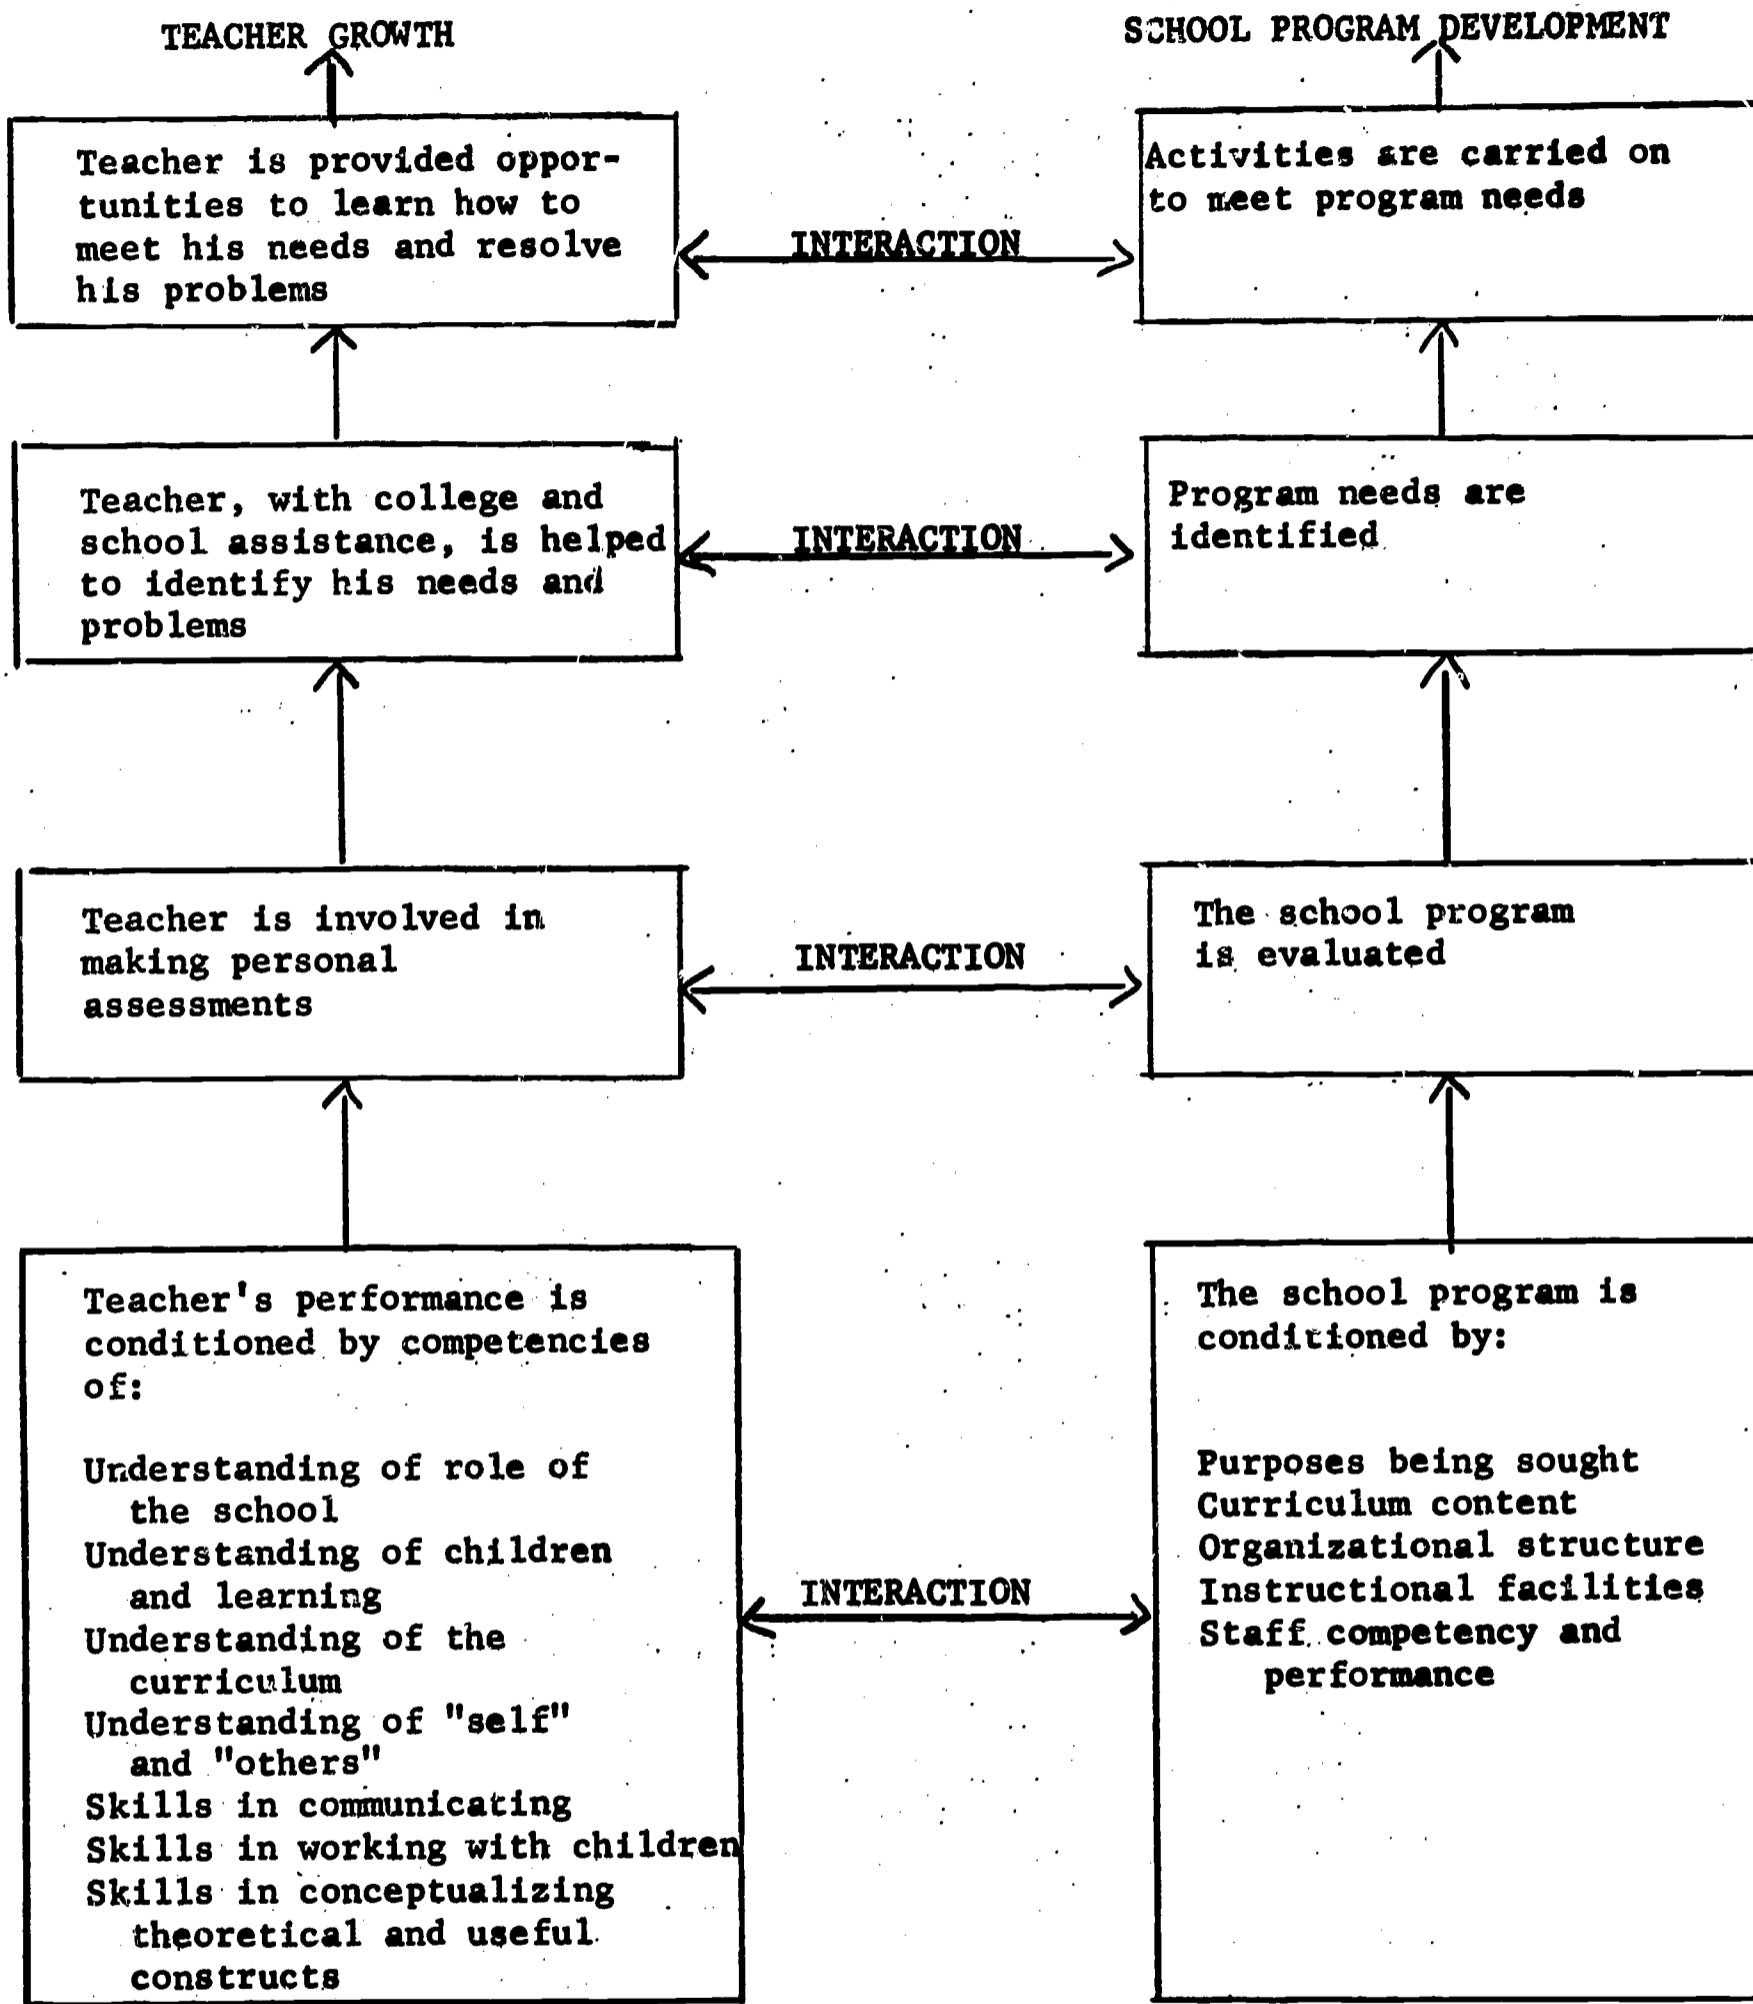 TEACHER GROWTH
SCHOOL PROGRAM DEVELOPMENT
Teacher is provided oppor-
tunities to learn how to
meet his needs and resolve
his problems
INTERACTION
Activities are carried on
to meet program needs
Teacher, with college and
school assistance, is helped
to identify his needs and
problems
INTERACTION
Program needs are
identified
Teacher is involved in
making personal
assessments
INTERACTION
The school program
is evaluated
Teacher's performance is
conditioned by competencies
of:
Understanding of role of
the school
Understanding of children
and learning
Understanding of the
curriculum
Understanding of "self"
and "others"
Skills in communicating
Skills in working with children
Skills in conceptualizing
theoretical and useful
constructs
INTERACTION
The school program is
conditioned by:
Purposes being sought
Curriculum content
Organizational structure
Instructional facilities
Staff competency and
performance